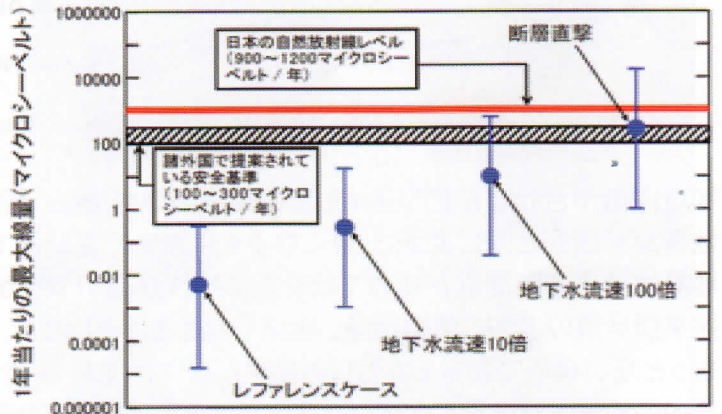 1年当たりの最大線量(マイクロシーベルト)
1000000
10000
100
1
0.01
0.0001
0.000001
日本の自然放射線レベル
(900～1200マイクロシー
ベルト / 年)
断層直撃
諸外国で提案されて
いる安全基準
(100～300マイクロ
シーベルト / 年)
地下水流速100倍
地下水流速10倍
レファレンスケース